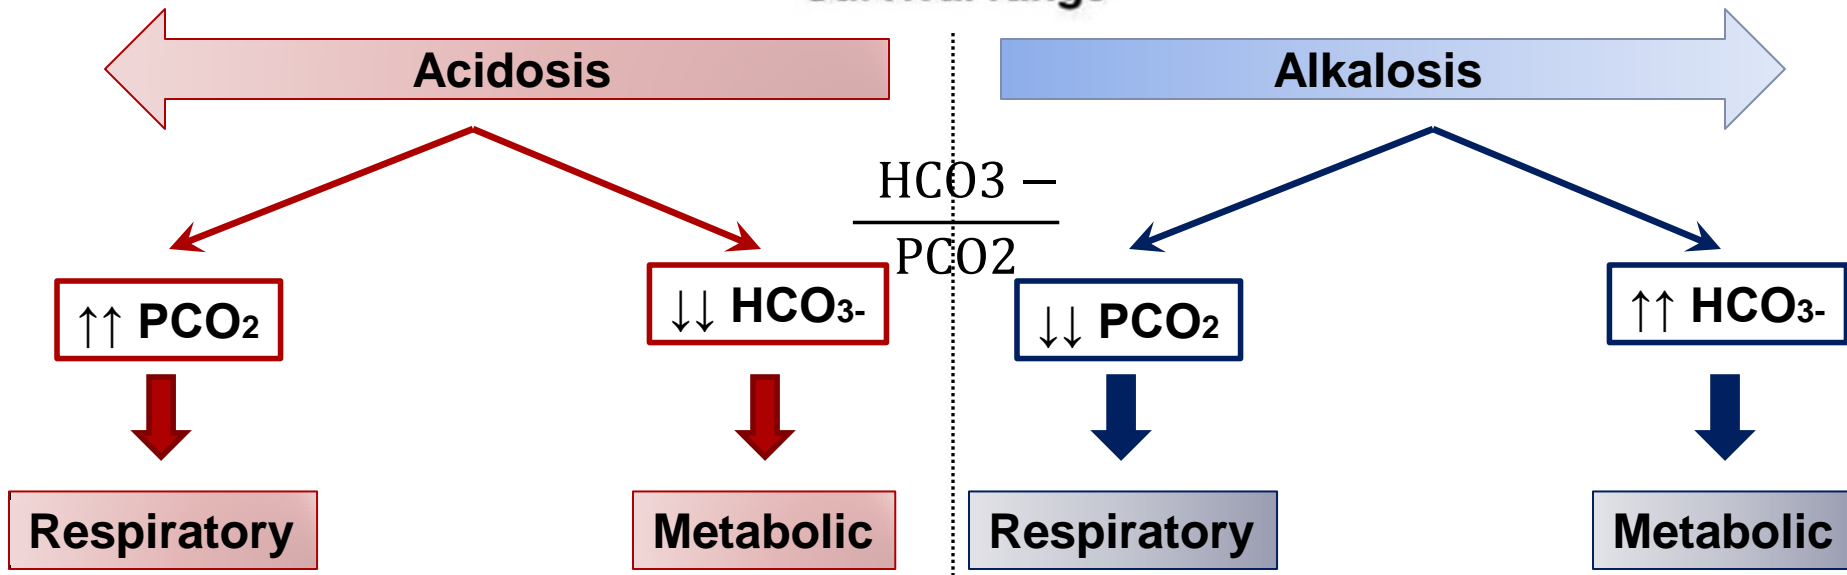 Acidosis
Alkalosis
HCO3 −
PCO2
↑↑ PCO2
↓↓ HCO3-
↓↓ PCO2
↑↑ HCO3-
Respiratory
Metabolic
Respiratory
Metabolic